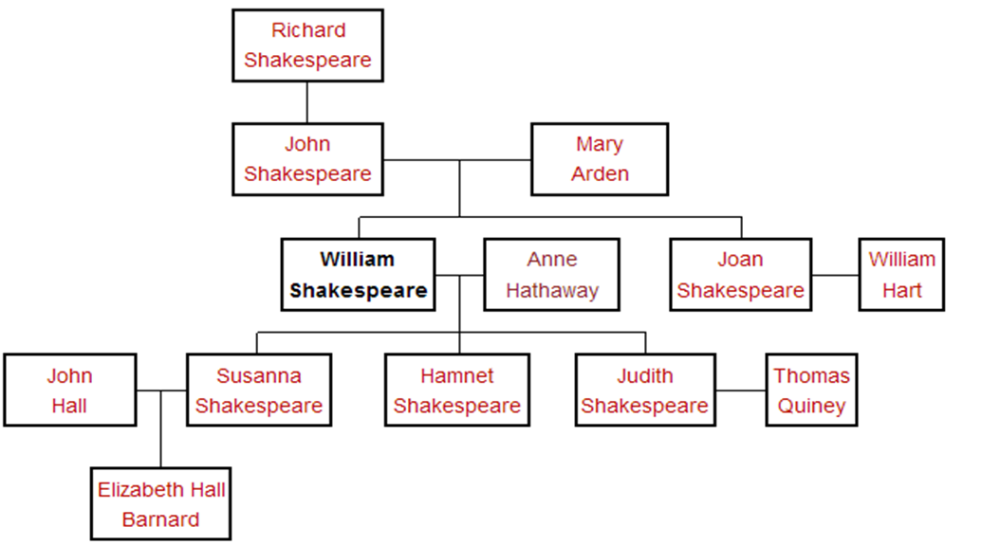 Richard
Shakespeare
John
Shakespeare
Mary
Arden
William
Shakespeare
Anne
Hathaway
Joan
Shakespeare
William
Hart
John
Hall
Susanna
Shakespeare
Hamnet
Shakespeare
Judith
Shakespeare
Thomas
Quiney
Elizabeth Hall
Barnard